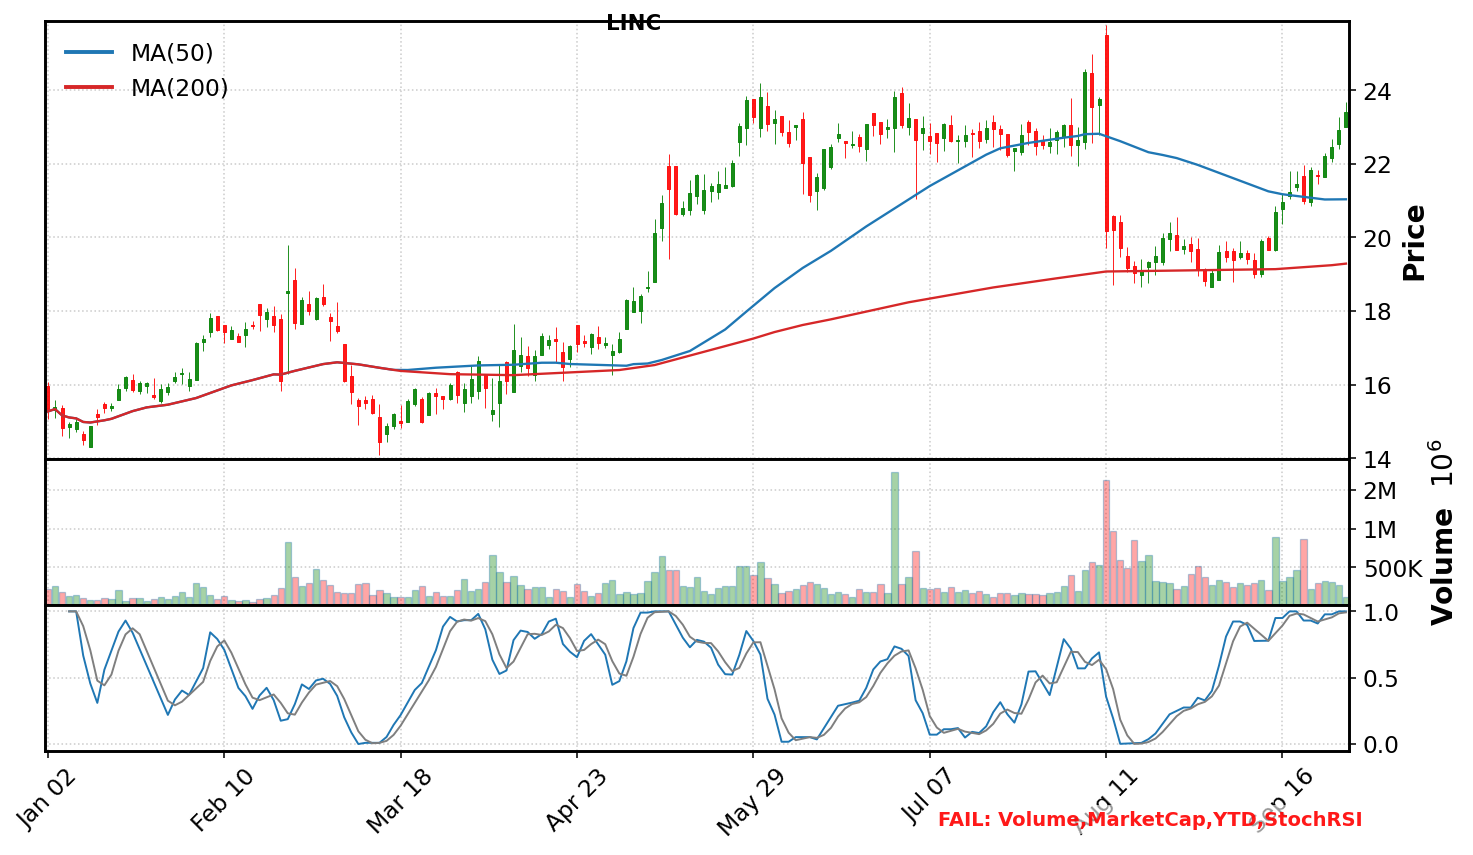 LINC
MA(50)
MA(200)
24
22
20
18
16
14
Price
2M
1M
500K
Volume 10⁶
1.0
0.5
0.0
Jan 02
Feb 10
Mar 18
Apr 23
May 29
Jul 07
Aug 11
Sep 16
FAIL: Volume,MarketCap,YTD,StochRSI